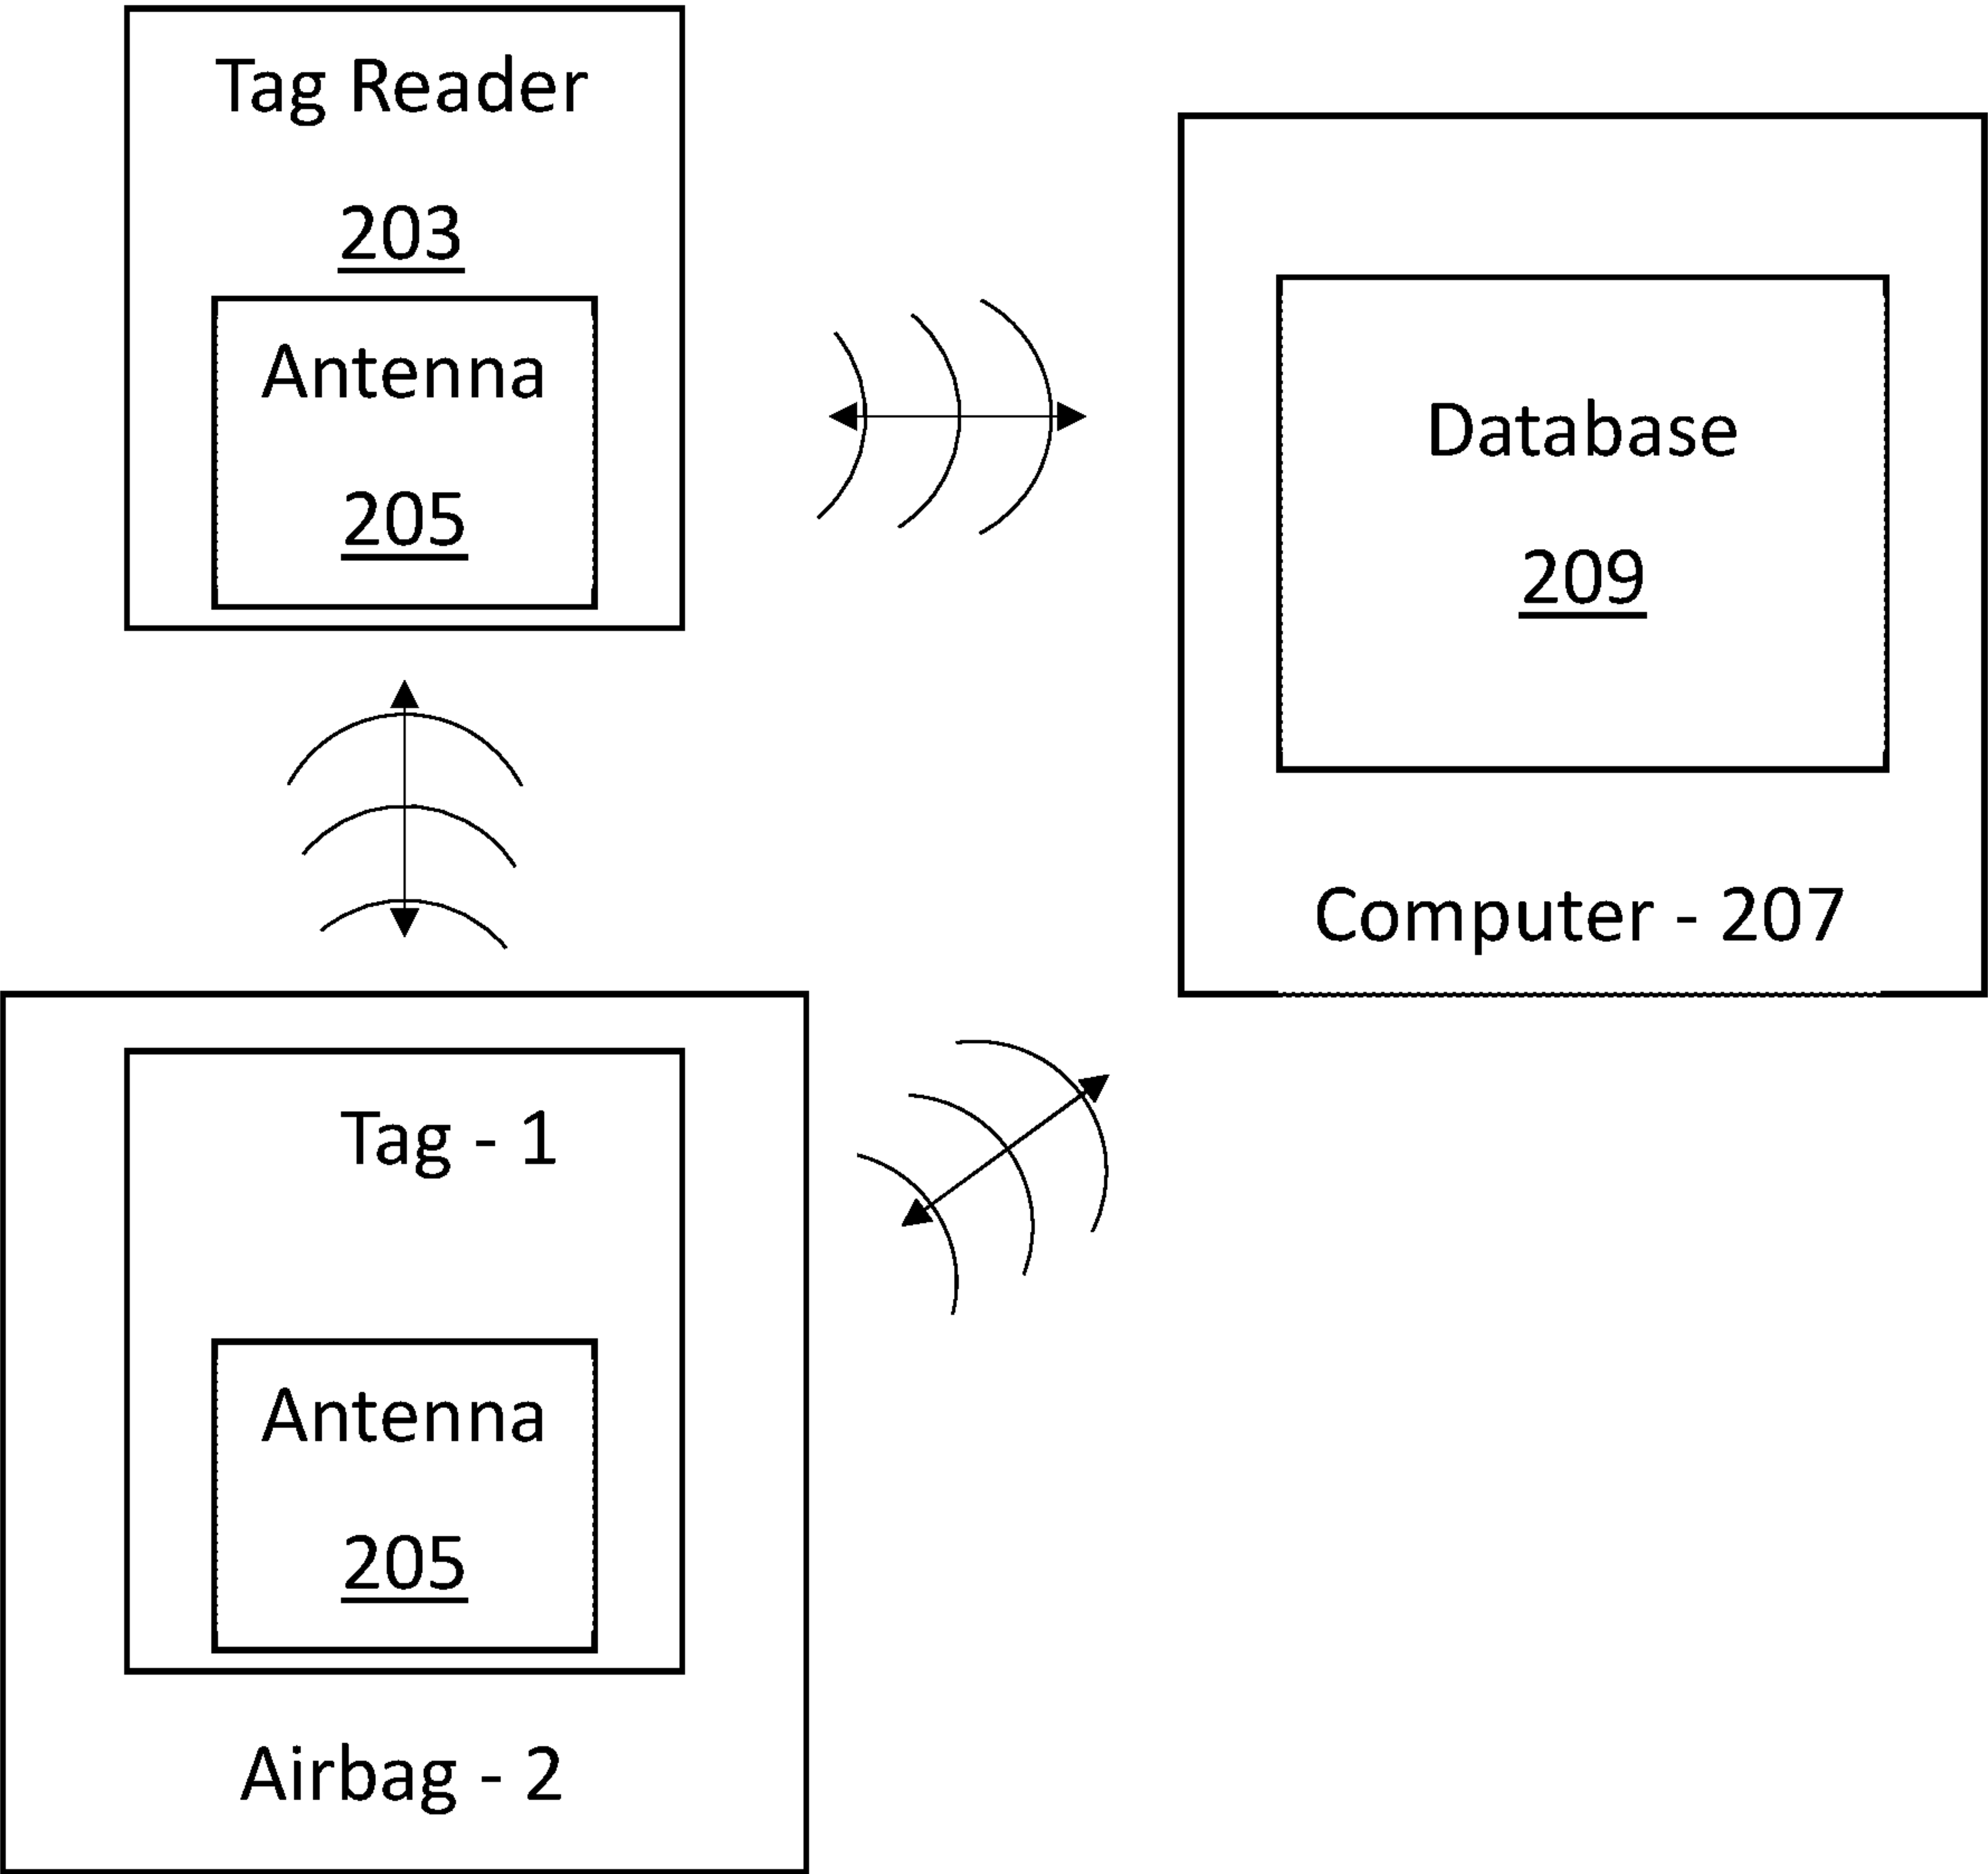 Tag Reader
203
Antenna
205
Database
209
Computer - 207
Tag - 1
Antenna
205
Airbag - 2